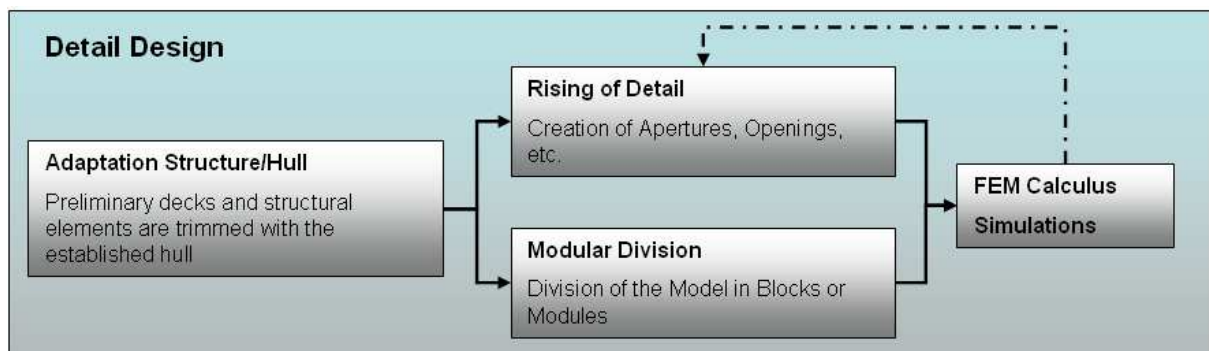 Detail Design
Adaptation Structure/Hull
Preliminary decks and structural
elements are trimmed with the
established hull
Rising of Detail
Creation of Apertures, Openings,
etc.
Modular Division
Division of the Model in Blocks or
Modules
FEM Calculus
Simulations